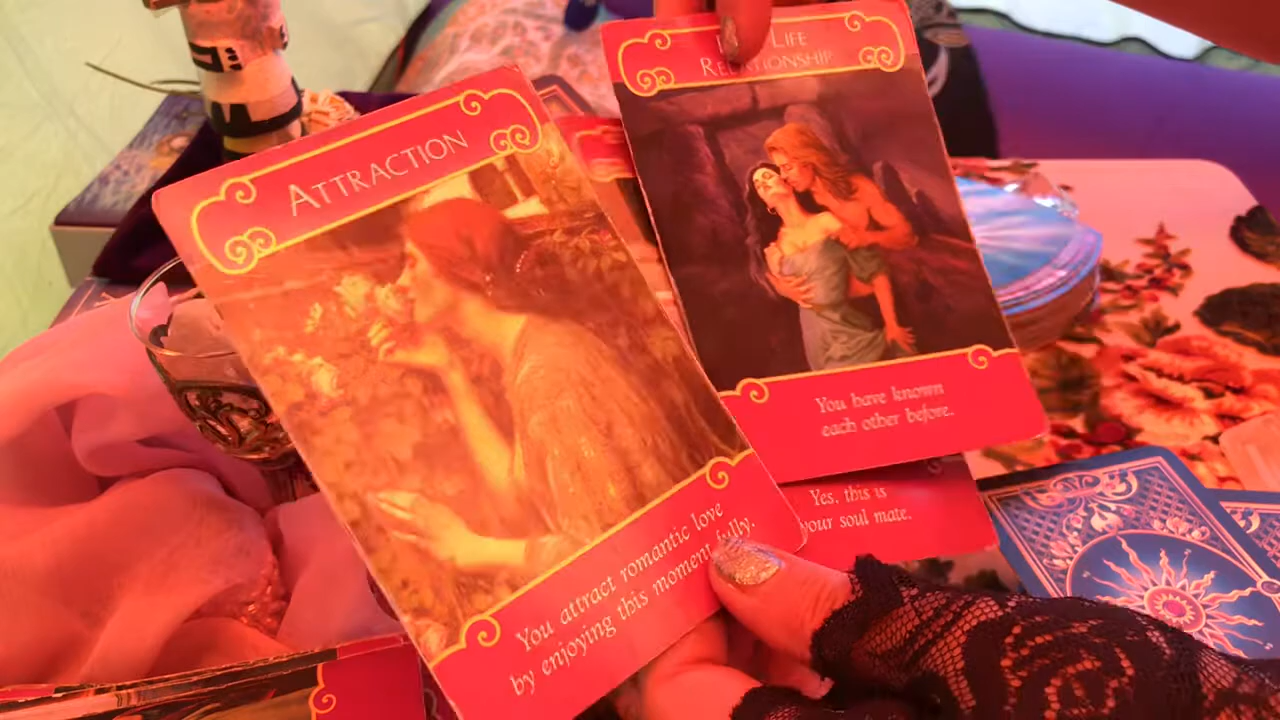 ATTRACTION
You attract romantic love
by enjoying this moment fully.
LIFE
RELATIONSHIP
You have known
each other before.
Yes, this is
your soul mate.